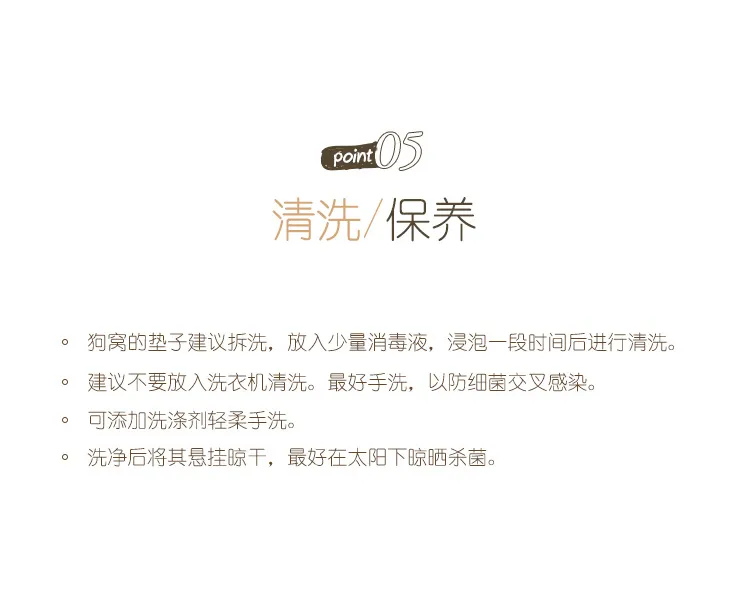 point 05
清洗/保养
狗窝的垫子建议拆洗，放入少量消毒液，浸泡一段时间后进行清洗。
建议不要放入洗衣机清洗。最好手洗，以防细菌交叉感染。
可添加洗涤剂轻柔手洗。
洗净后将其悬挂晾干，最好在太阳下晾晒杀菌。